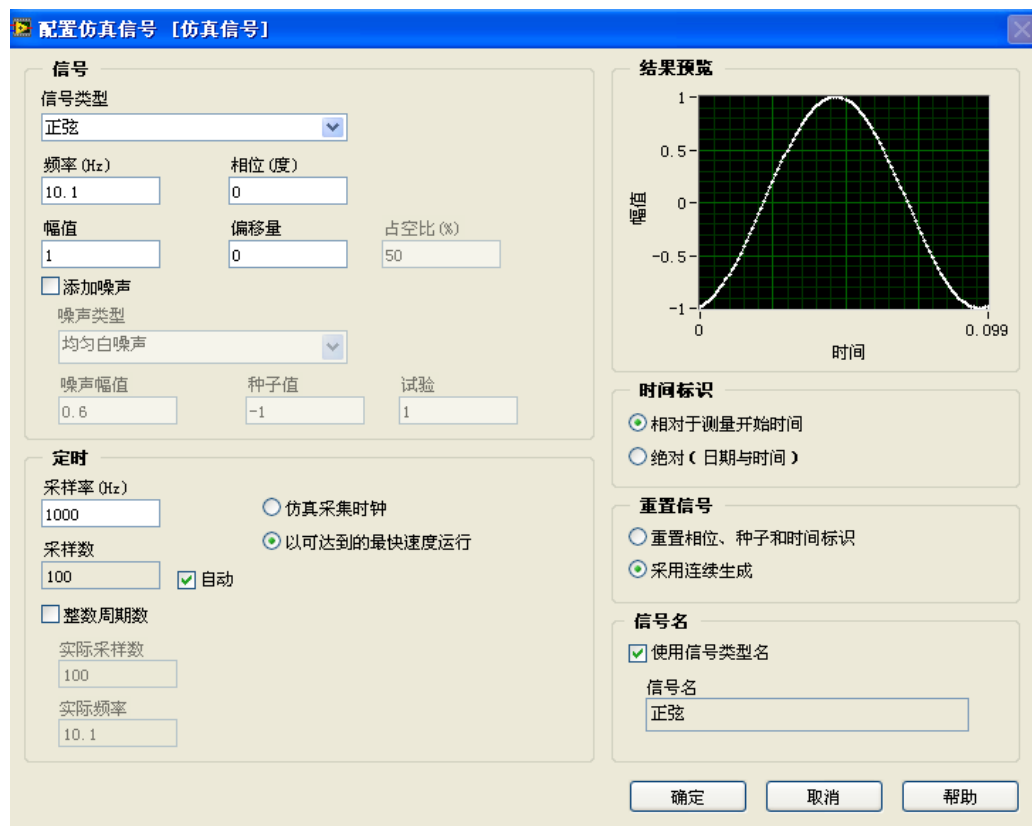 配置仿真信号 [仿真信号]
信号
信号类型
正弦
频率(Hz)
相位(度)
10.1
0
幅值
偏移量
占空比(%)
1
0
50
添加噪声
噪声类型
均匀白噪声
噪声幅值
种子值
试验
0.6
-1
1
定时
采样率(Hz)
1000
仿真采集时钟
以可达到的最快速度运行
采样数
100
自动
整数周期数
实际采样数
100
实际频率
10.1
结果预览
幅值
1
0.5
0
-0.5
-1
0
0.099
时间
时间标识
相对于测量开始时间
绝对(日期与时间)
重置信号
重置相位、种子和时间标识
采用连续生成
信号名
使用信号类型名
信号名
正弦
确定
取消
帮助